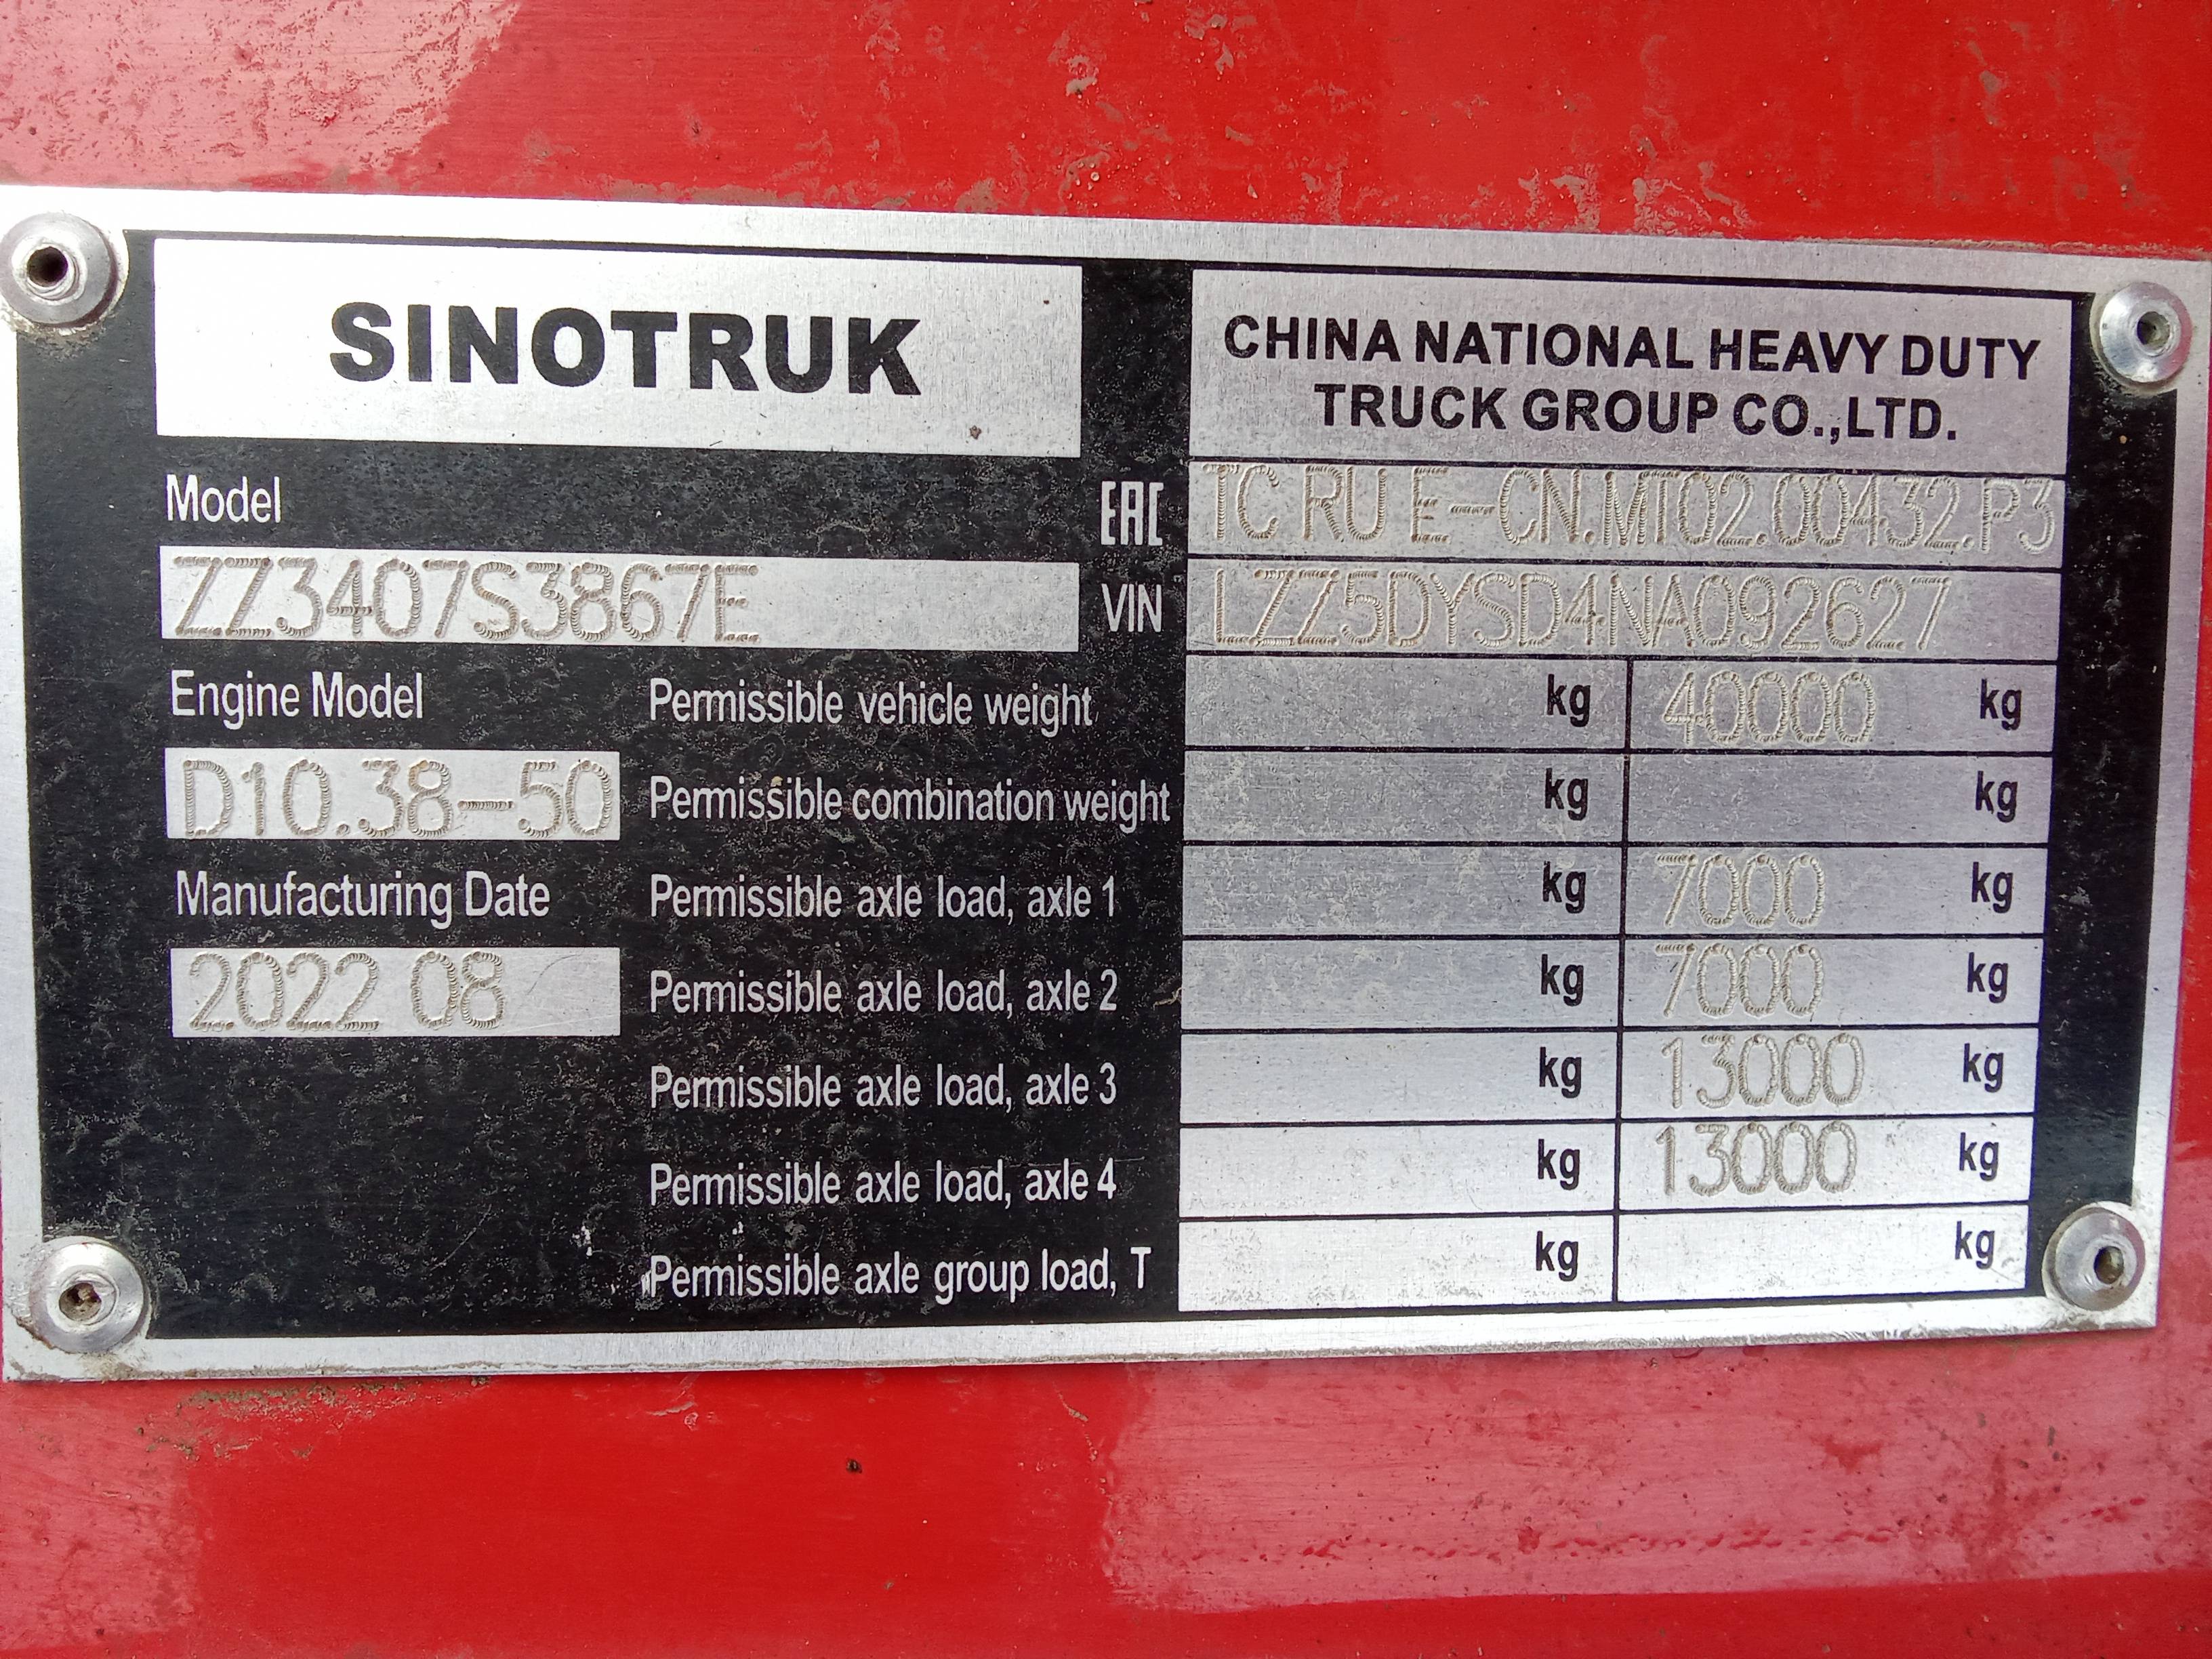 SINOTRUK
CHINA NATIONAL HEAVY DUTY
TRUCK GROUP CO.,LTD.
Model
EAC TC RU E-CN.MT02.00432.P3
ZZ3407S3867E
VIN LZZ5DYSD4NA092627
Engine Model
Permissible vehicle weight kg 40000 kg
D10.38-50
Permissible combination weight kg kg
Manufacturing Date
Permissible axle load, axle 1 kg 7000 kg
2022 08
Permissible axle load, axle 2 kg 7000 kg
Permissible axle load, axle 3 kg 13000 kg
Permissible axle load, axle 4 kg 13000 kg
Permissible axle group load, T kg kg